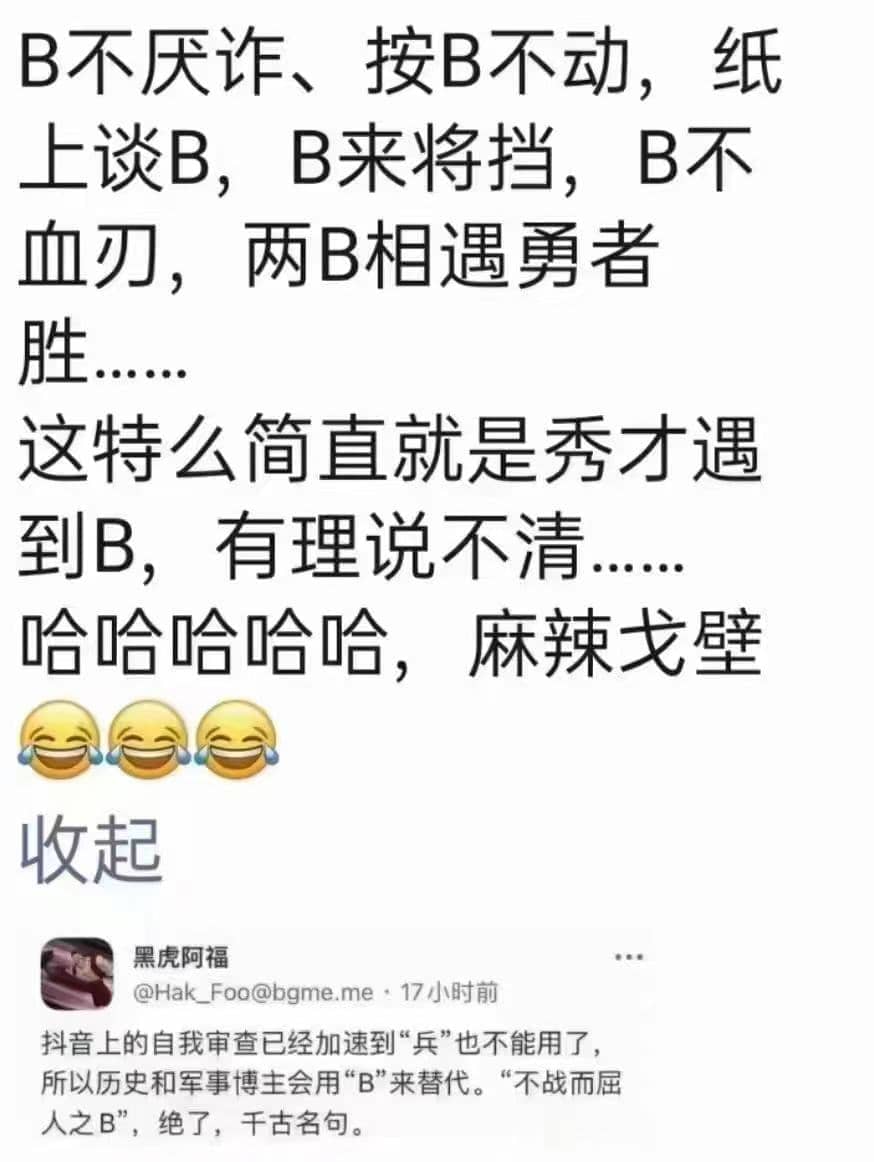 B不厌诈、按B不动，纸
上谈B，B来将挡，B不
血刃，两B相遇勇者
胜……
这特么简直就是秀才遇
到B，有理说不清……
哈哈哈哈哈，麻辣戈壁
😂😂😂
收起
黑虎阿福
@Hak_Foo@bgme.me · 17小时前
抖音上的自我审查已经加速到“兵”也不能用了，
所以历史和军事博主会用“B”来替代。“不战而屈
人之B”，绝了，千古名句。